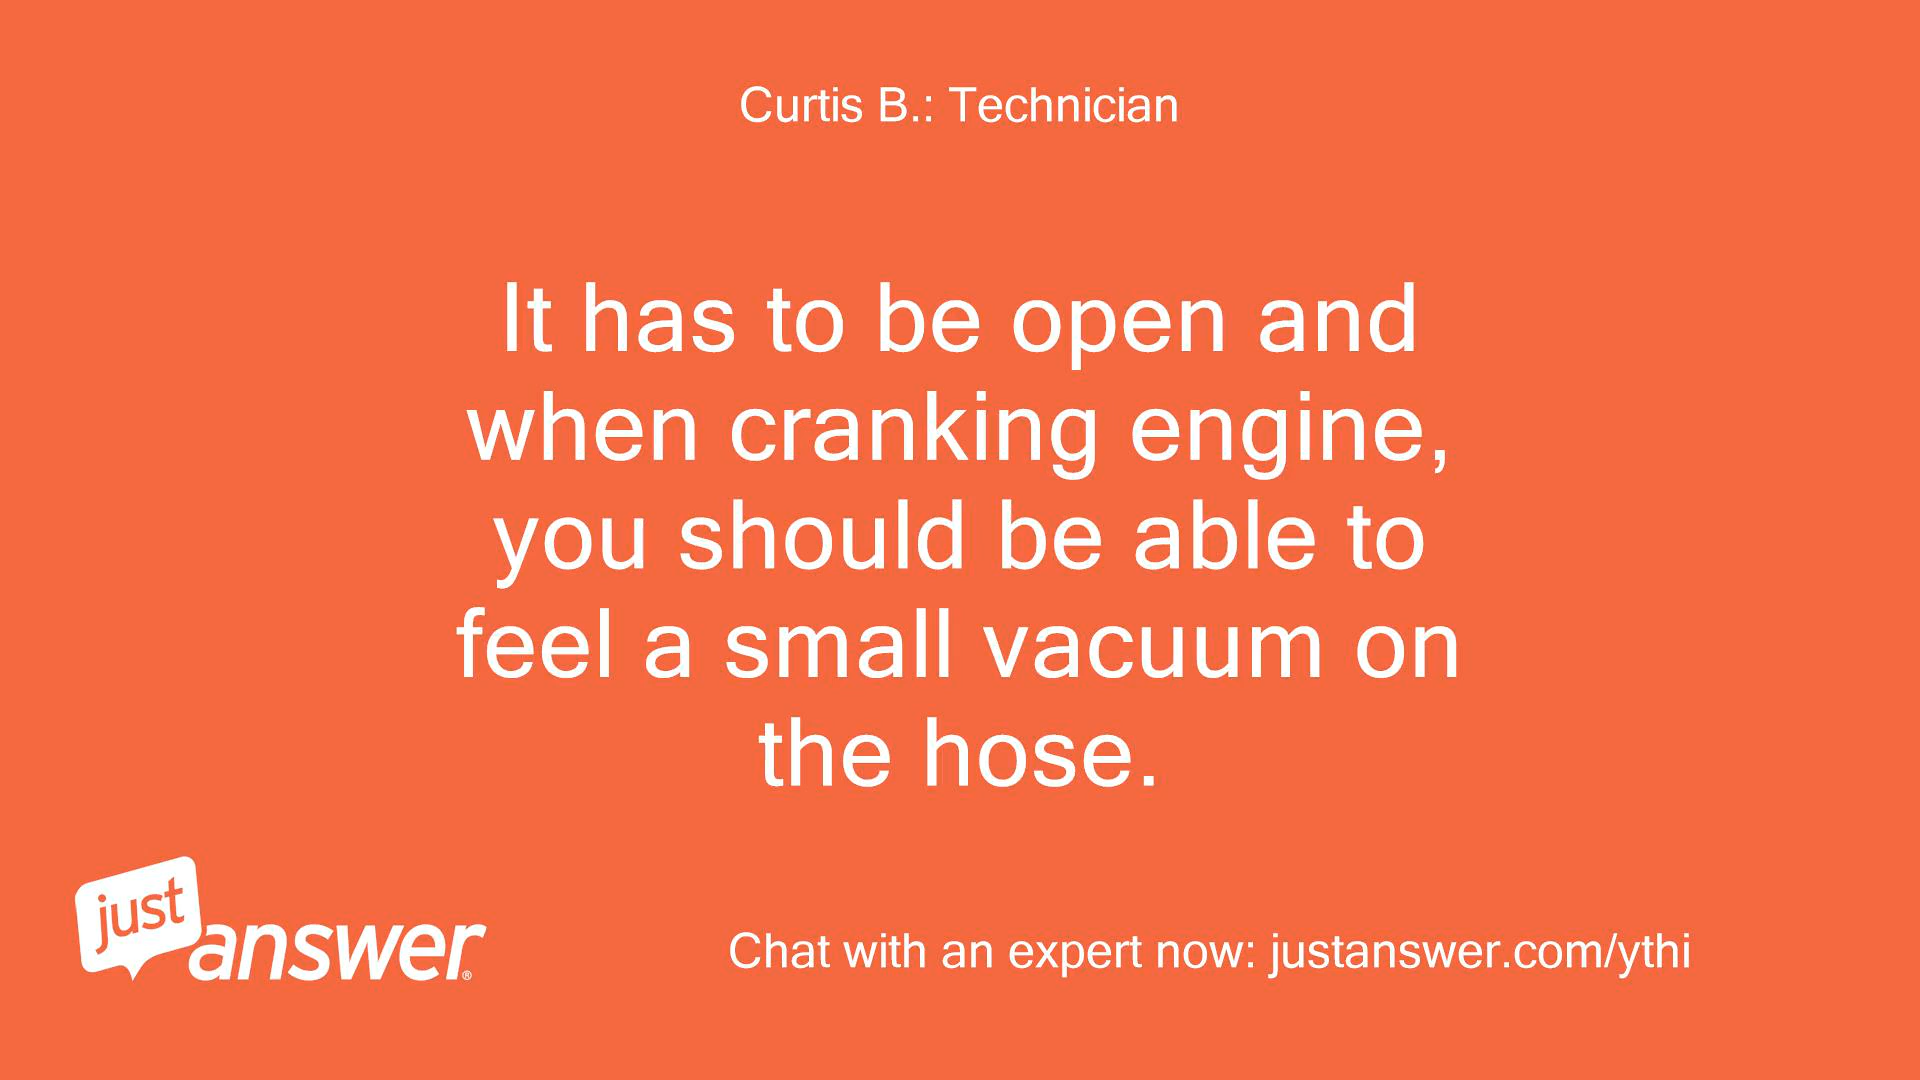 Curtis B.: Technician
It has to be open and
when cranking engine,
you should be able to
feel a small vacuum on
the hose.
just
answer®
Chat with an expert now: justanswer.com/ythi